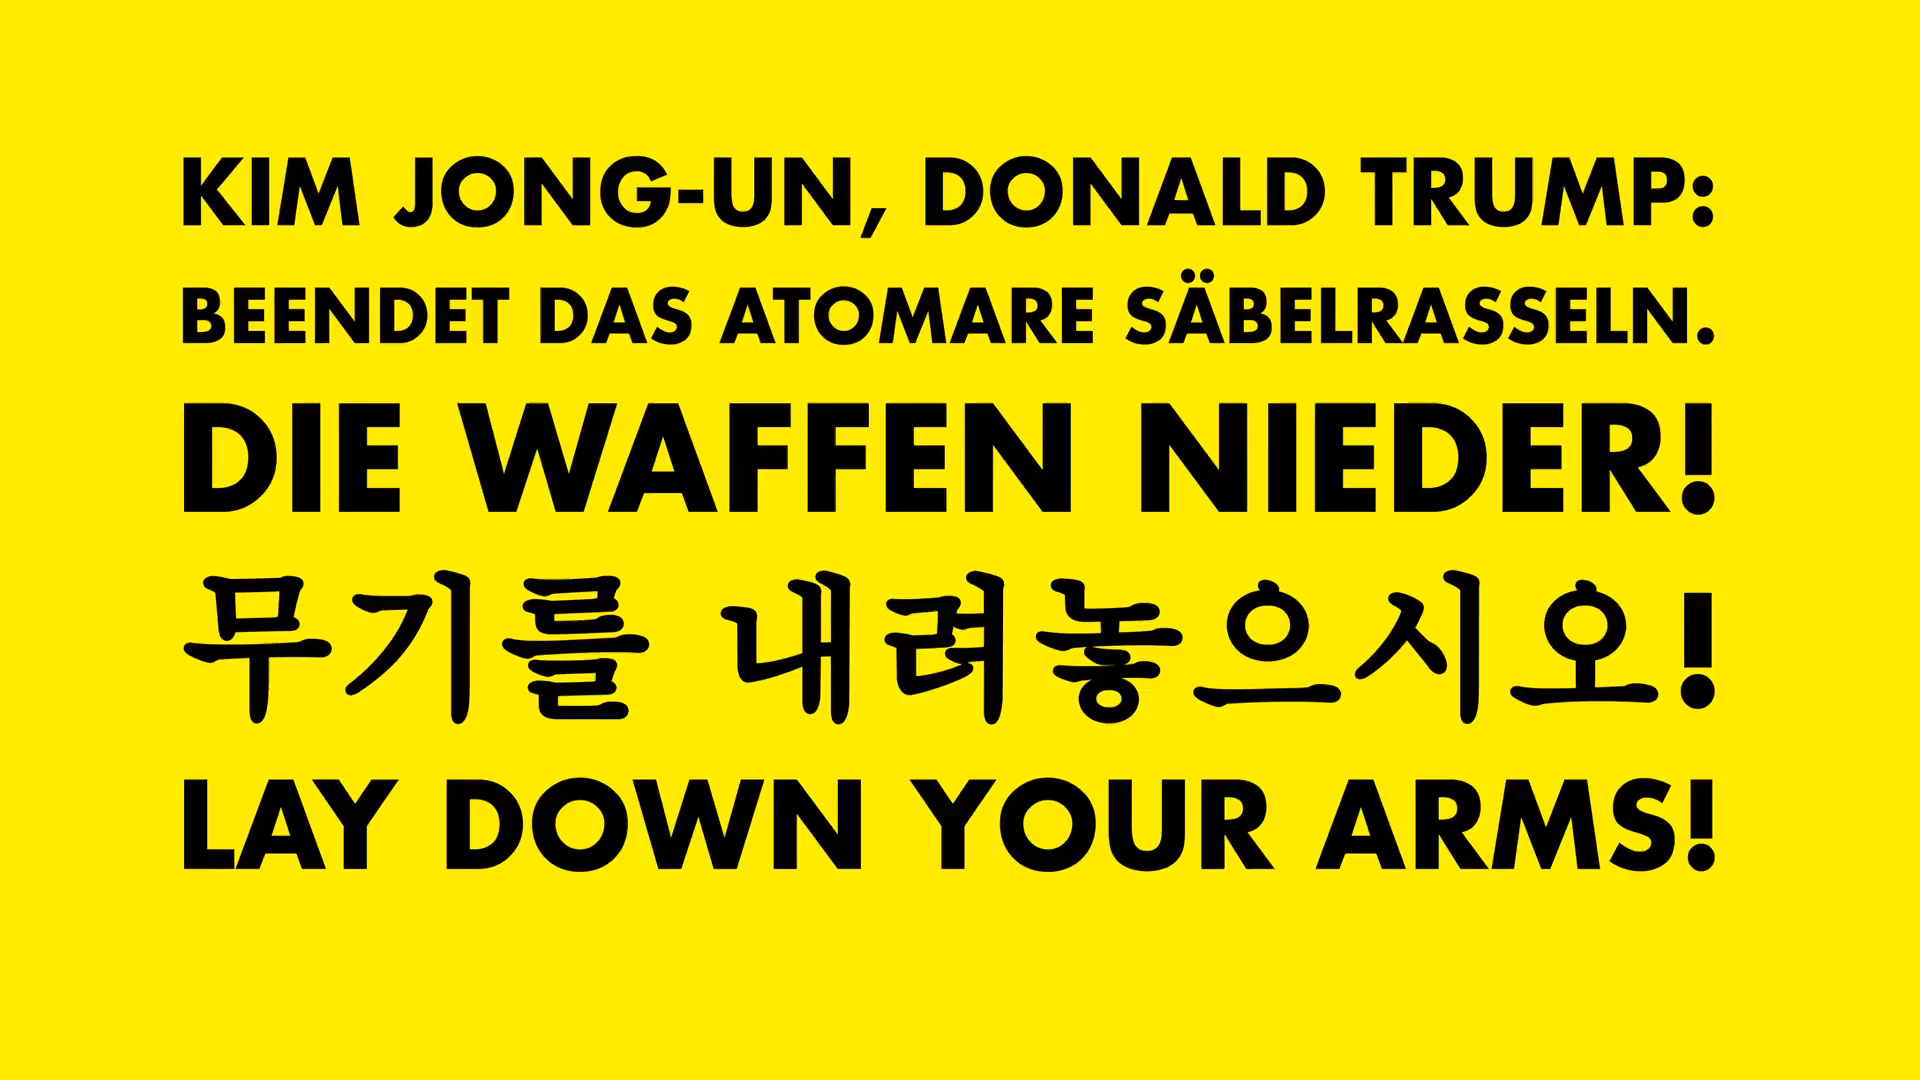 KIM JONG-UN, DONALD TRUMP:
BEENDET DAS ATOMARE SÄBELRASSELN.
DIE WAFFEN NIEDER!
무기를 내려놓으시오!
LAY DOWN YOUR ARMS!